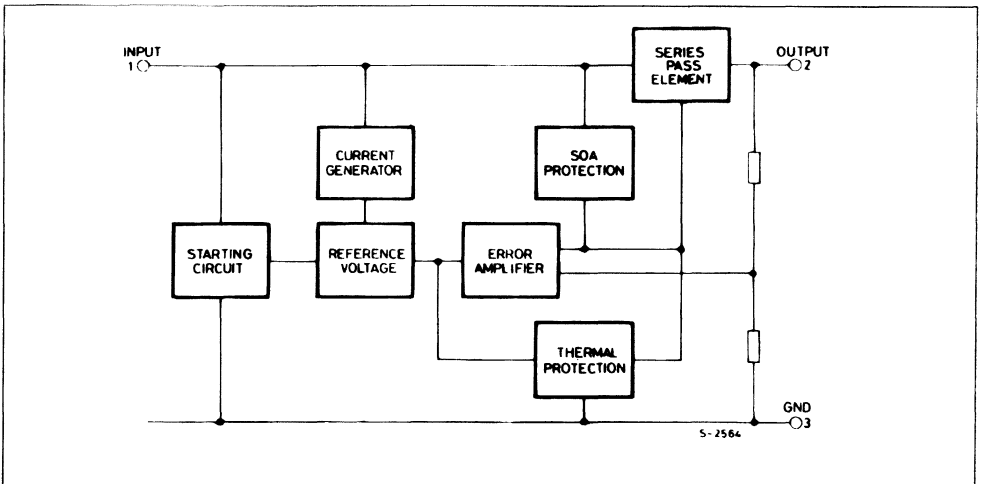 INPUT
1
SERIES
PASS
ELEMENT
OUTPUT
2
CURRENT
GENERATOR
SOA
PROTECTION
STARTING
CIRCUIT
REFERENCE
VOLTAGE
ERROR
AMPLIFIER
THERMAL
PROTECTION
GND
3
S-2564